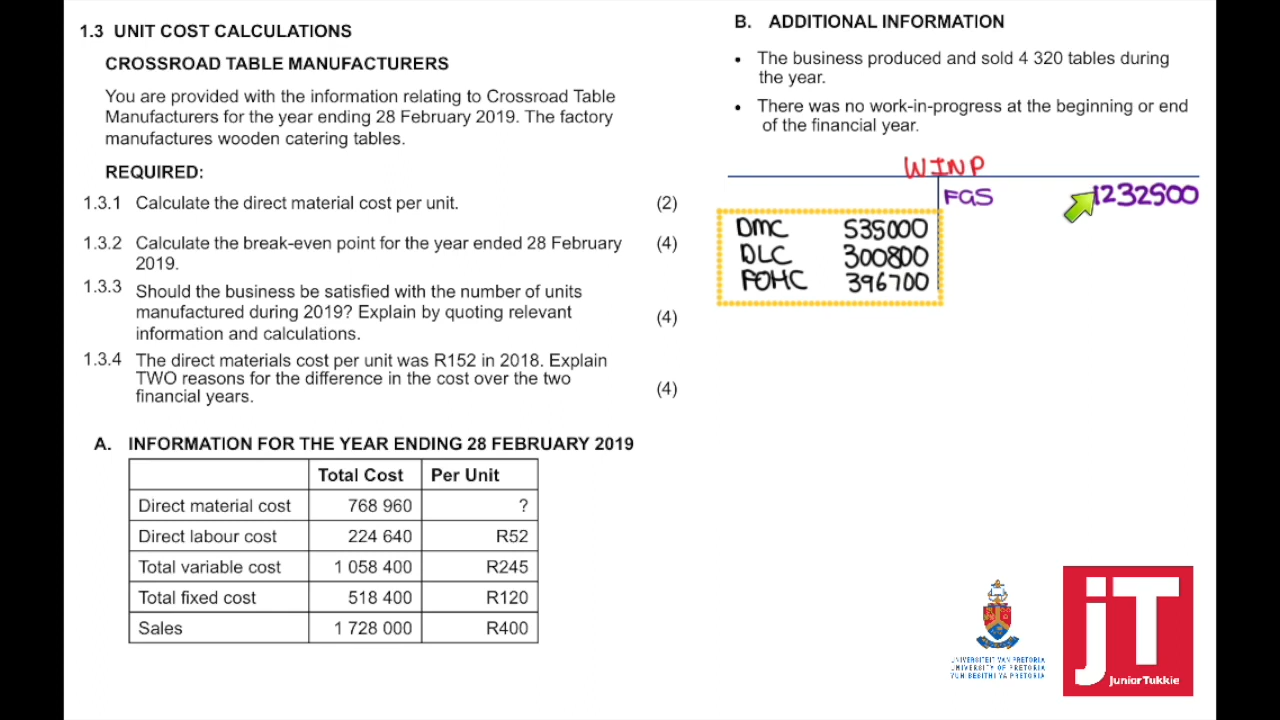 1.3 UNIT COST CALCULATIONS
CROSSROAD TABLE MANUFACTURERS
You are provided with the information relating to Crossroad Table
Manufacturers for the year ending 28 February 2019. The factory
manufactures wooden catering tables.
REQUIRED:
1.3.1 Calculate the direct material cost per unit. (2)
1.3.2 Calculate the break-even point for the year ended 28 February (4)
2019.
1.3.3 Should the business be satisfied with the number of units
manufactured during 2019? Explain by quoting relevant (4)
information and calculations.
1.3.4 The direct materials cost per unit was R152 in 2018. Explain
TWO reasons for the difference in the cost over the two (4)
financial years.
A. INFORMATION FOR THE YEAR ENDING 28 FEBRUARY 2019
Total Cost Per Unit
Direct material cost 768 960 ?
Direct labour cost 224 640 R52
Total variable cost 1 058 400 R245
Total fixed cost 518 400 R120
Sales 1 728 000 R400
B. ADDITIONAL INFORMATION
• The business produced and sold 4 320 tables during
the year.
• There was no work-in-progress at the beginning or end
of the financial year.
WINP
FGS 1232500
DMC 535000
DLC 300800
FOHC 396700
UNIVERSITEIT VAN PRETORIA
UNIVERSITY OF PRETORIA
YUNIBESITHI YA PRETORIA
jT
Junior Tukkie